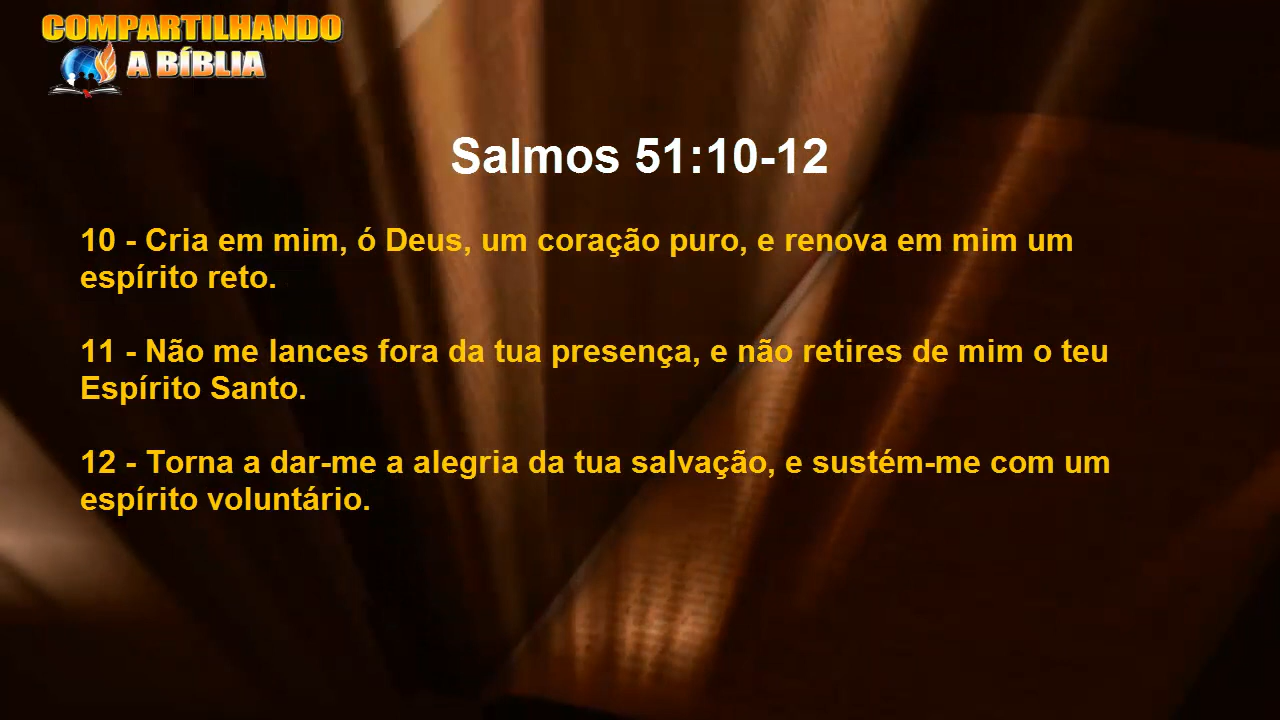 COMPARTILHANDO
A BÍBLIA
Salmos 51:10-12
10 - Cria em mim, ó Deus, um coração puro, e renova em mim um
espírito reto.
11 - Não me lances fora da tua presença, e não retires de mim o teu
Espírito Santo.
12 - Torna a dar-me a alegria da tua salvação, e sustém-me com um
espírito voluntário.